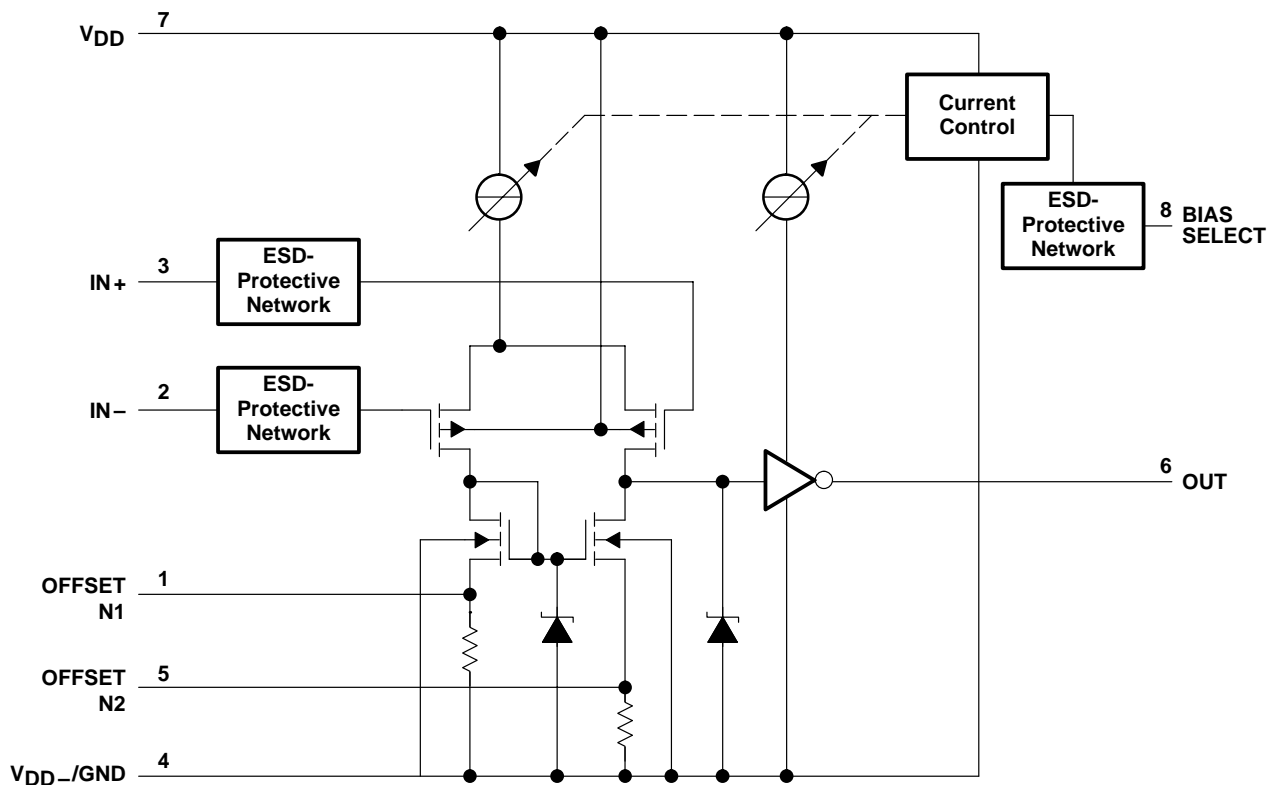 7
VDD
Current
Control
ESD-
Protective
Network
8 BIAS
SELECT
3
IN+
ESD-
Protective
Network
2
IN−
ESD-
Protective
Network
6
OUT
1
OFFSET
N1
5
OFFSET
N2
4
VDD−/GND